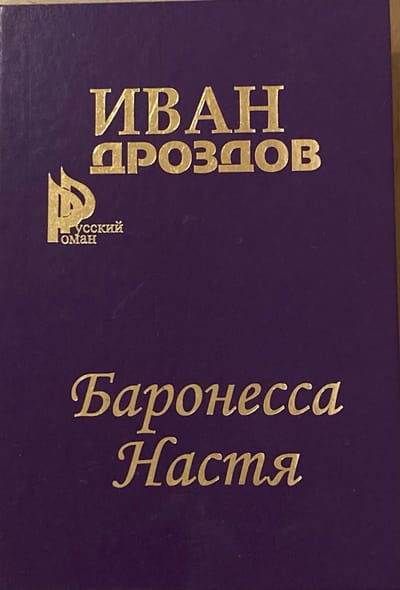 ИВАН
ДРОЗДОВ
Русский
Роман
Баронесса
Настя